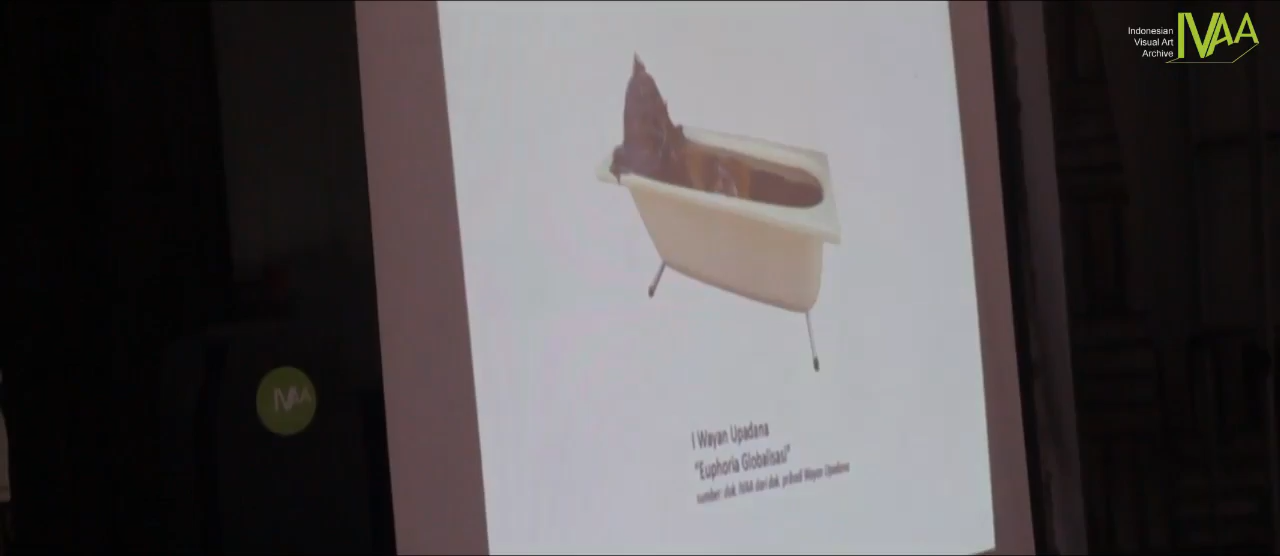 Indonesian
Visual Art
Archive
IVAA
IVAA
I Wayan Upadana
"Euphoria Globalisasi"
sumber: dok. IVAA dari dok. pribadi Wayan Upadana